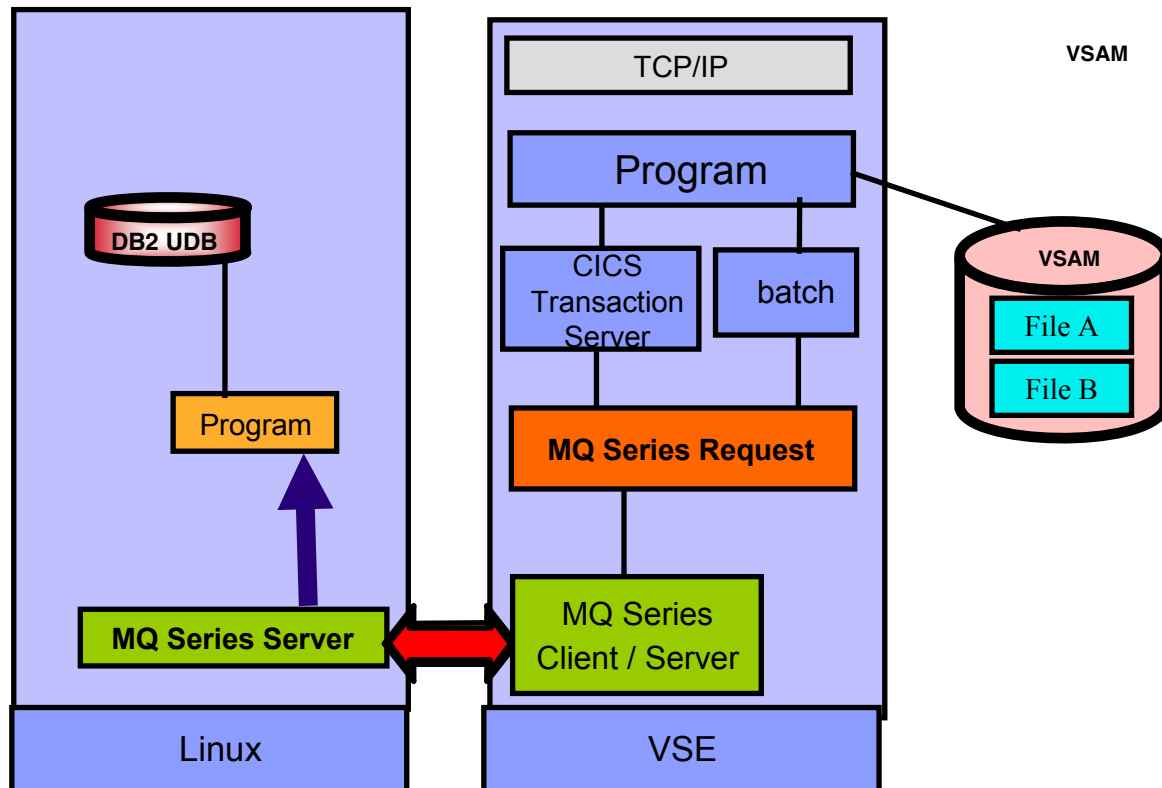 TCP/IP
VSAM
Program
DB2 UDB
CICS
Transaction
Server
batch
VSAM
File A
File B
Program
MQ Series Request
MQ Series Server
MQ Series
Client / Server
Linux
VSE